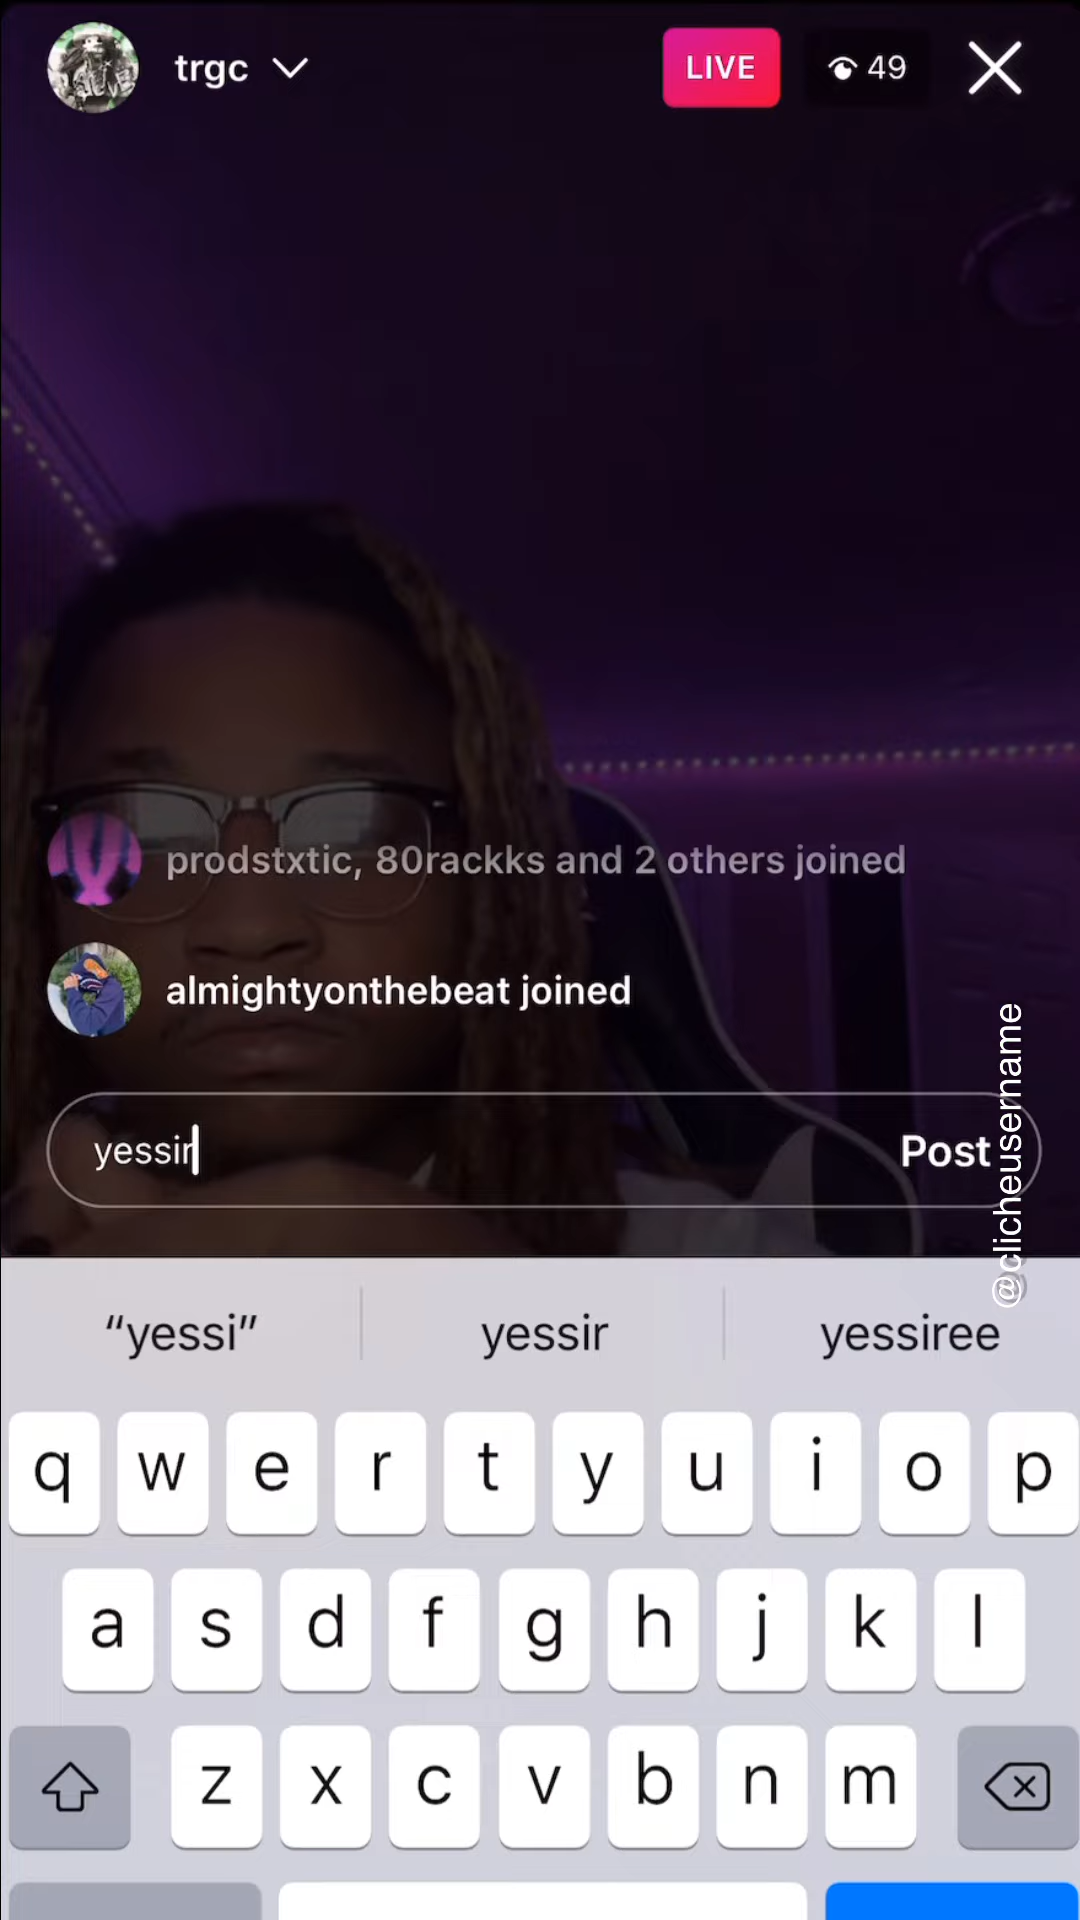 trgc
LIVE
49
prodstxtic, 80rackks and 2 others joined
almightyonthebeat joined
yessir
Post
@clicheusername
“yessi”
yessir
yessiree
q w e r t y u i o p
a s d f g h j k l
z x c v b n m